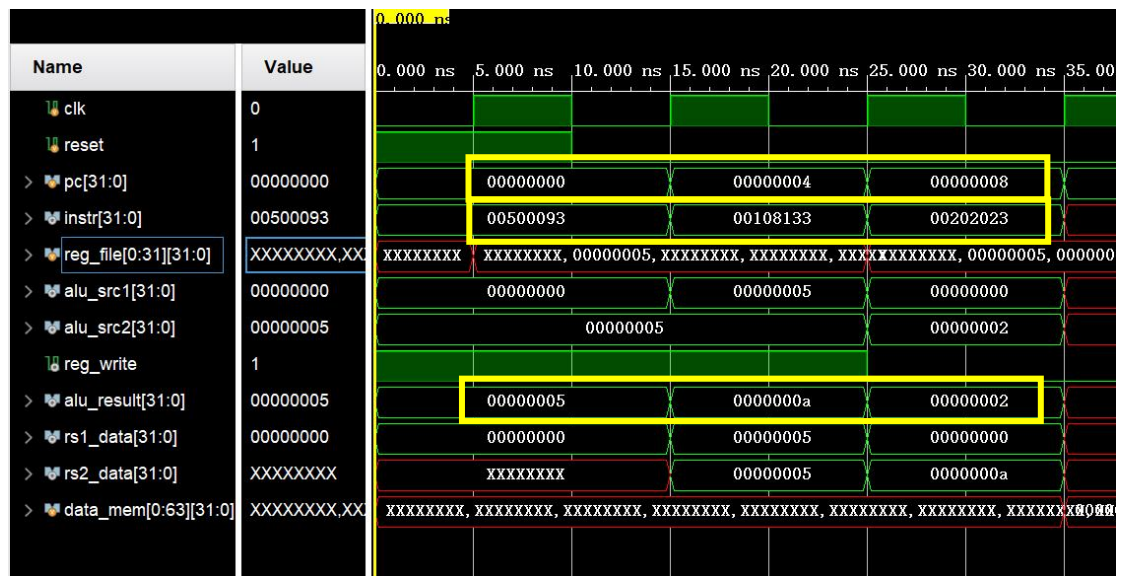 0.000 ns
Name Value 0.000 ns 5.000 ns 10.000 ns 15.000 ns 20.000 ns 25.000 ns 30.000 ns 35.00
clk 0
reset 1
> pc[31:0] 00000000 00000000 00000004 00000008
> instr[31:0] 00500093 00500093 00108133 00202023
> reg_file[0:31][31:0] XXXXXXXX,XX XXXXXXXX XXXXXXXX,00000005,XXXXXXXX,XXXXXXXX,XXX XXXXXXX,00000005,000000
> alu_src1[31:0] 00000000 00000000 00000005 00000000
> alu_src2[31:0] 00000005 00000005 00000002
reg_write 1
> alu_result[31:0] 00000005 00000005 0000000a 00000002
> rs1_data[31:0] 00000000 00000000 00000005 00000000
> rs2_data[31:0] XXXXXXXX XXXXXXXX 00000005 0000000a
> data_mem[0:63][31:0] XXXXXXXX,XX XXXXXXXX,XXXXXXXX,XXXXXXXX,XXXXXXXX,XXXXXXXX,XXXXXXXX,XXXXXXXX,XXXXXX